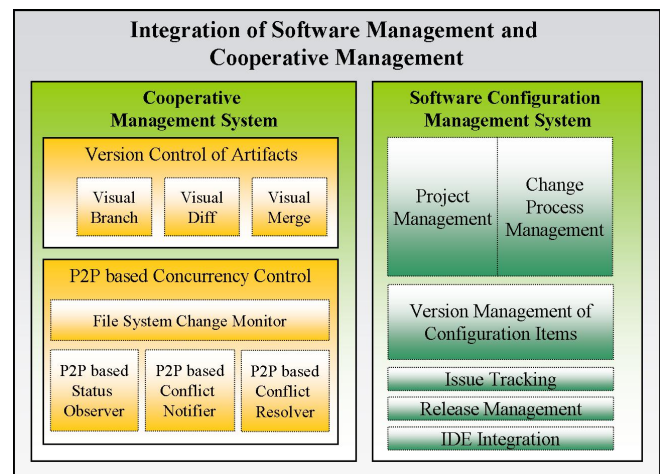 Integration of Software Management and
Cooperative Management
Cooperative
Management System
Version Control of Artifacts
Visual
Branch
Visual
Diff
Visual
Merge
P2P based Concurrency Control
File System Change Monitor
P2P based
Status
Observer
P2P based
Conflict
Notifier
P2P based
Conflict
Resolver
Software Configuration
Management System
Project
Management
Change
Process
Management
Version Management of
Configuration Items
Issue Tracking
Release Management
IDE Integration